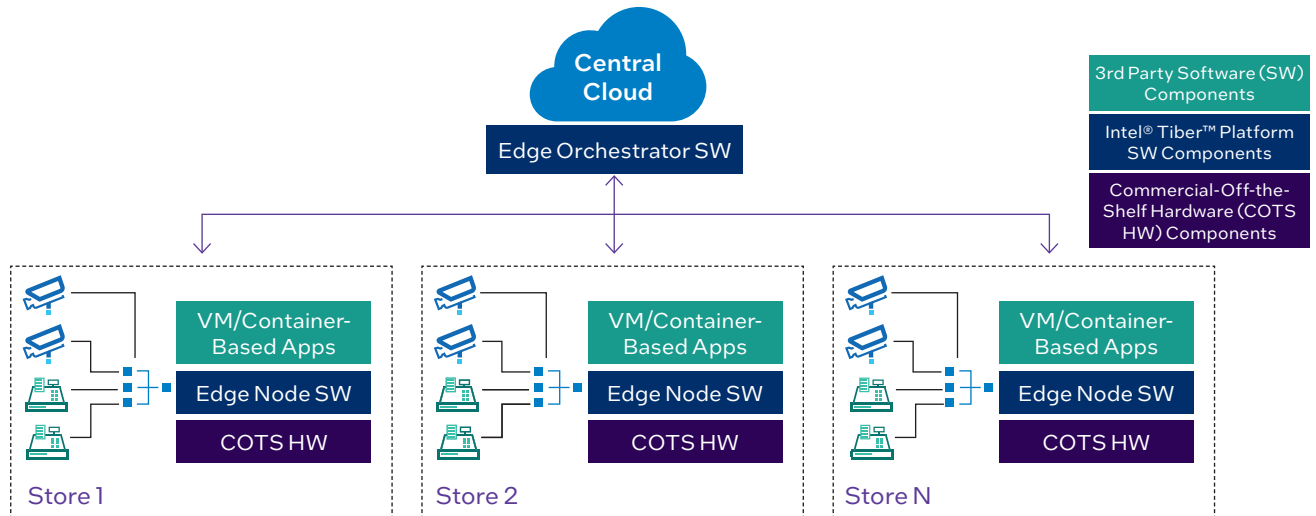 Central
Cloud
Edge Orchestrator SW
3rd Party Software (SW)
Components
Intel® Tiber™ Platform
SW Components
Commercial-Off-the-
Shelf Hardware (COTS
HW) Components
VM/Container-
Based Apps
Edge Node SW
COTS HW
Store 1
VM/Container-
Based Apps
Edge Node SW
COTS HW
Store 2
VM/Container-
Based Apps
Edge Node SW
COTS HW
Store N